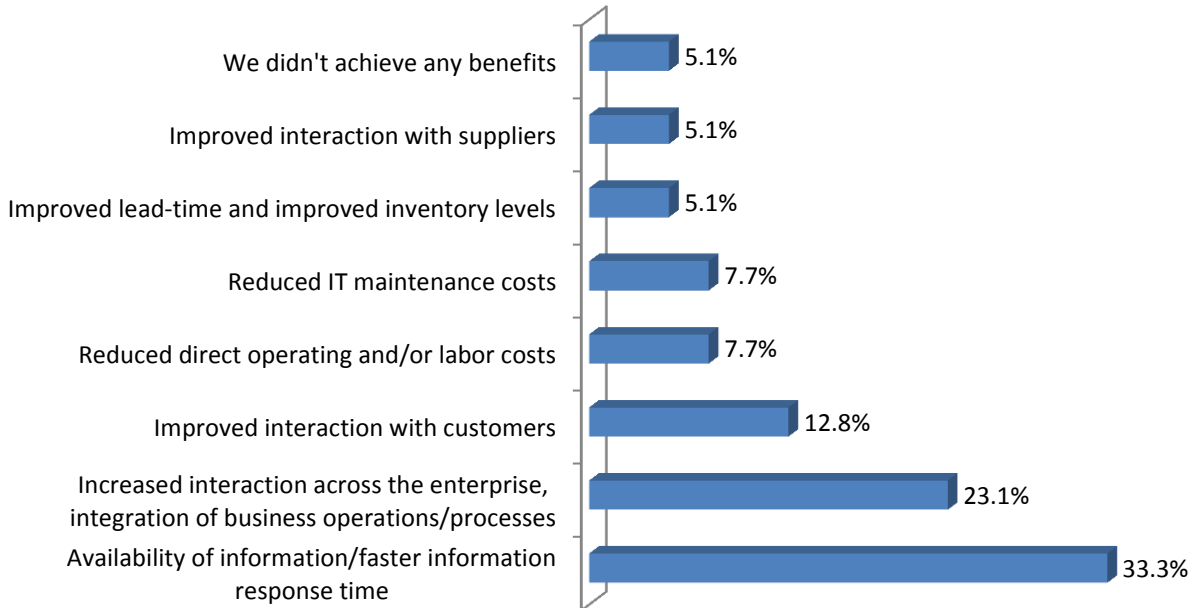 We didn't achieve any benefits
5.1%
Improved interaction with suppliers
5.1%
Improved lead-time and improved inventory levels
5.1%
Reduced IT maintenance costs
7.7%
Reduced direct operating and/or labor costs
7.7%
Improved interaction with customers
12.8%
Increased interaction across the enterprise,
integration of business operations/processes
23.1%
Availability of information/faster information
response time
33.3%